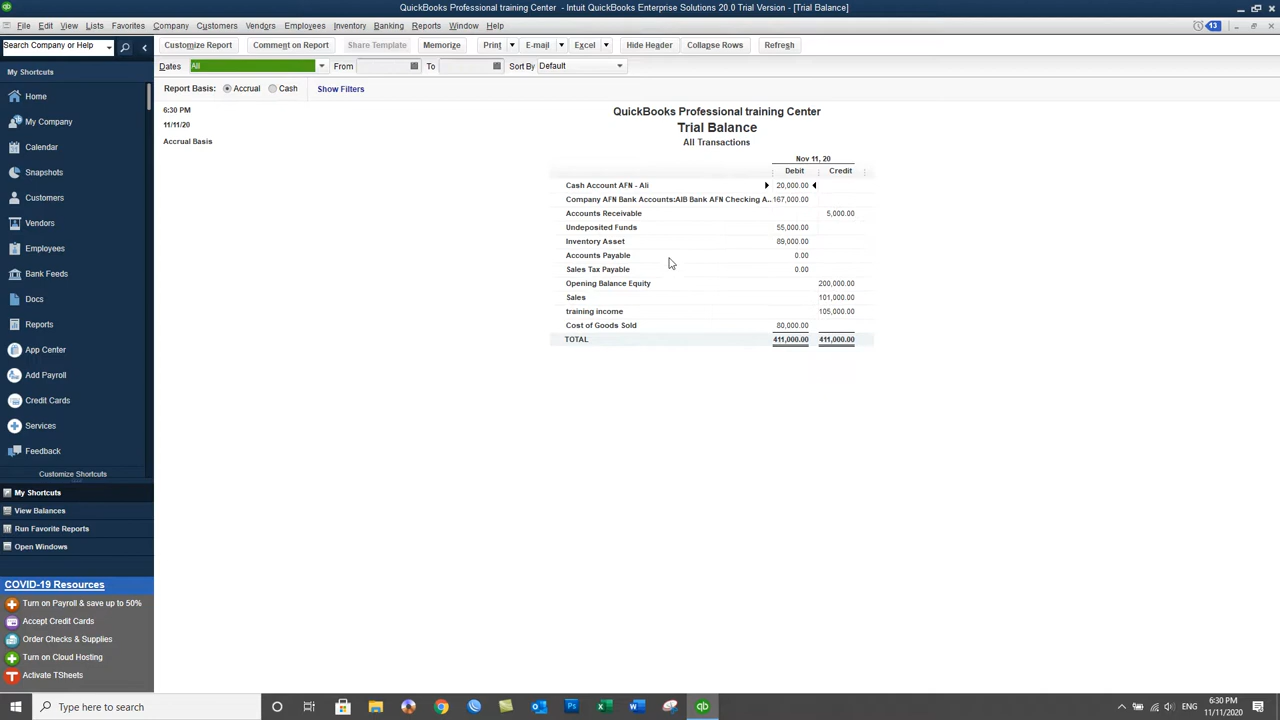 QuickBooks Professional training Center - Intuit QuickBooks Enterprise Solutions 20.0 Trial Version - [Trial Balance]
File Edit View Lists Favorites Company Customers Vendors Employees Inventory Banking Reports Window Help 13
Search Company or Help
Customize Report Comment on Report Share Template Memorize Print E-mail Excel Hide Header Collapse Rows Refresh
Dates All From To Sort By Default
Report Basis: Accrual Cash Show Filters
My Shortcuts
Home
My Company
Calendar
Snapshots
Customers
Vendors
Employees
Bank Feeds
Docs
Reports
App Center
Add Payroll
Credit Cards
Services
Feedback
Customize Shortcuts
My Shortcuts
View Balances
Run Favorite Reports
Open Windows
COVID-19 Resources
Turn on Payroll & save up to 50%
Accept Credit Cards
Order Checks & Supplies
Turn on Cloud Hosting
Activate TSheets
6:30 PM
11/11/20
Accrual Basis
QuickBooks Professional training Center
Trial Balance
All Transactions
Nov 11, 20
Debit Credit
Cash Account AFN - Ali 20,000.00
Company AFN Bank Accounts:AIB Bank AFN Checking A.. 167,000.00
Accounts Receivable 5,000.00
Undeposited Funds 55,000.00
Inventory Asset 89,000.00
Accounts Payable 0.00
Sales Tax Payable 0.00
Opening Balance Equity 200,000.00
Sales 101,000.00
training income 105,000.00
Cost of Goods Sold 80,000.00
TOTAL 411,000.00 411,000.00
Type here to search
ENG
6:30 PM
11/11/2020